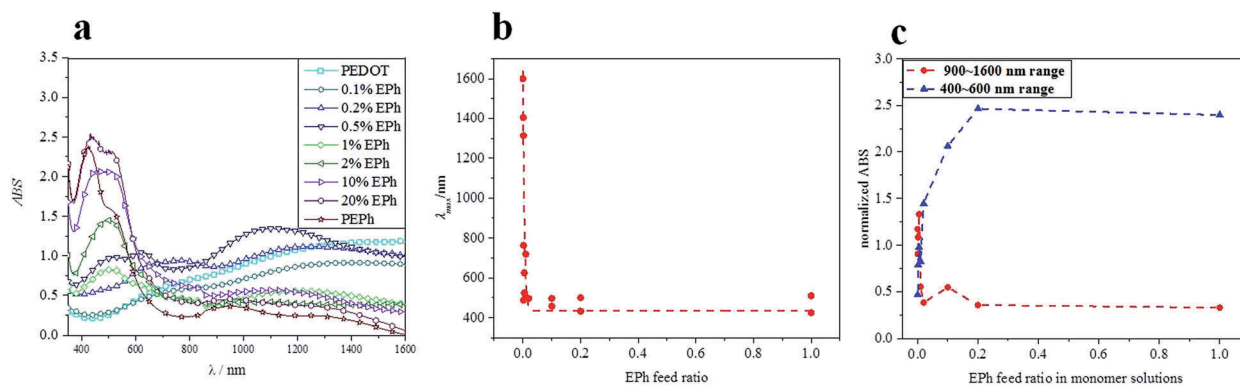 a
3.5
3.0
2.5
2.0
1.5
1.0
0.5
0.0
ABS
400 600 800 1000 1200 1400 1600
λ / nm
PEDOT
0.1% EPh
0.2% EPh
0.5% EPh
1% EPh
2% EPh
10% EPh
20% EPh
PEPh
b
1600
1400
1200
1000
800
600
400
λmax/nm
0.0 0.2 0.4 0.6 0.8 1.0
EPh feed ratio
c
3.0
2.5
2.0
1.5
1.0
0.5
0.0
normalized ABS
900~1600 nm range
400~600 nm range
0.0 0.2 0.4 0.6 0.8 1.0
EPh feed ratio in monomer solutions